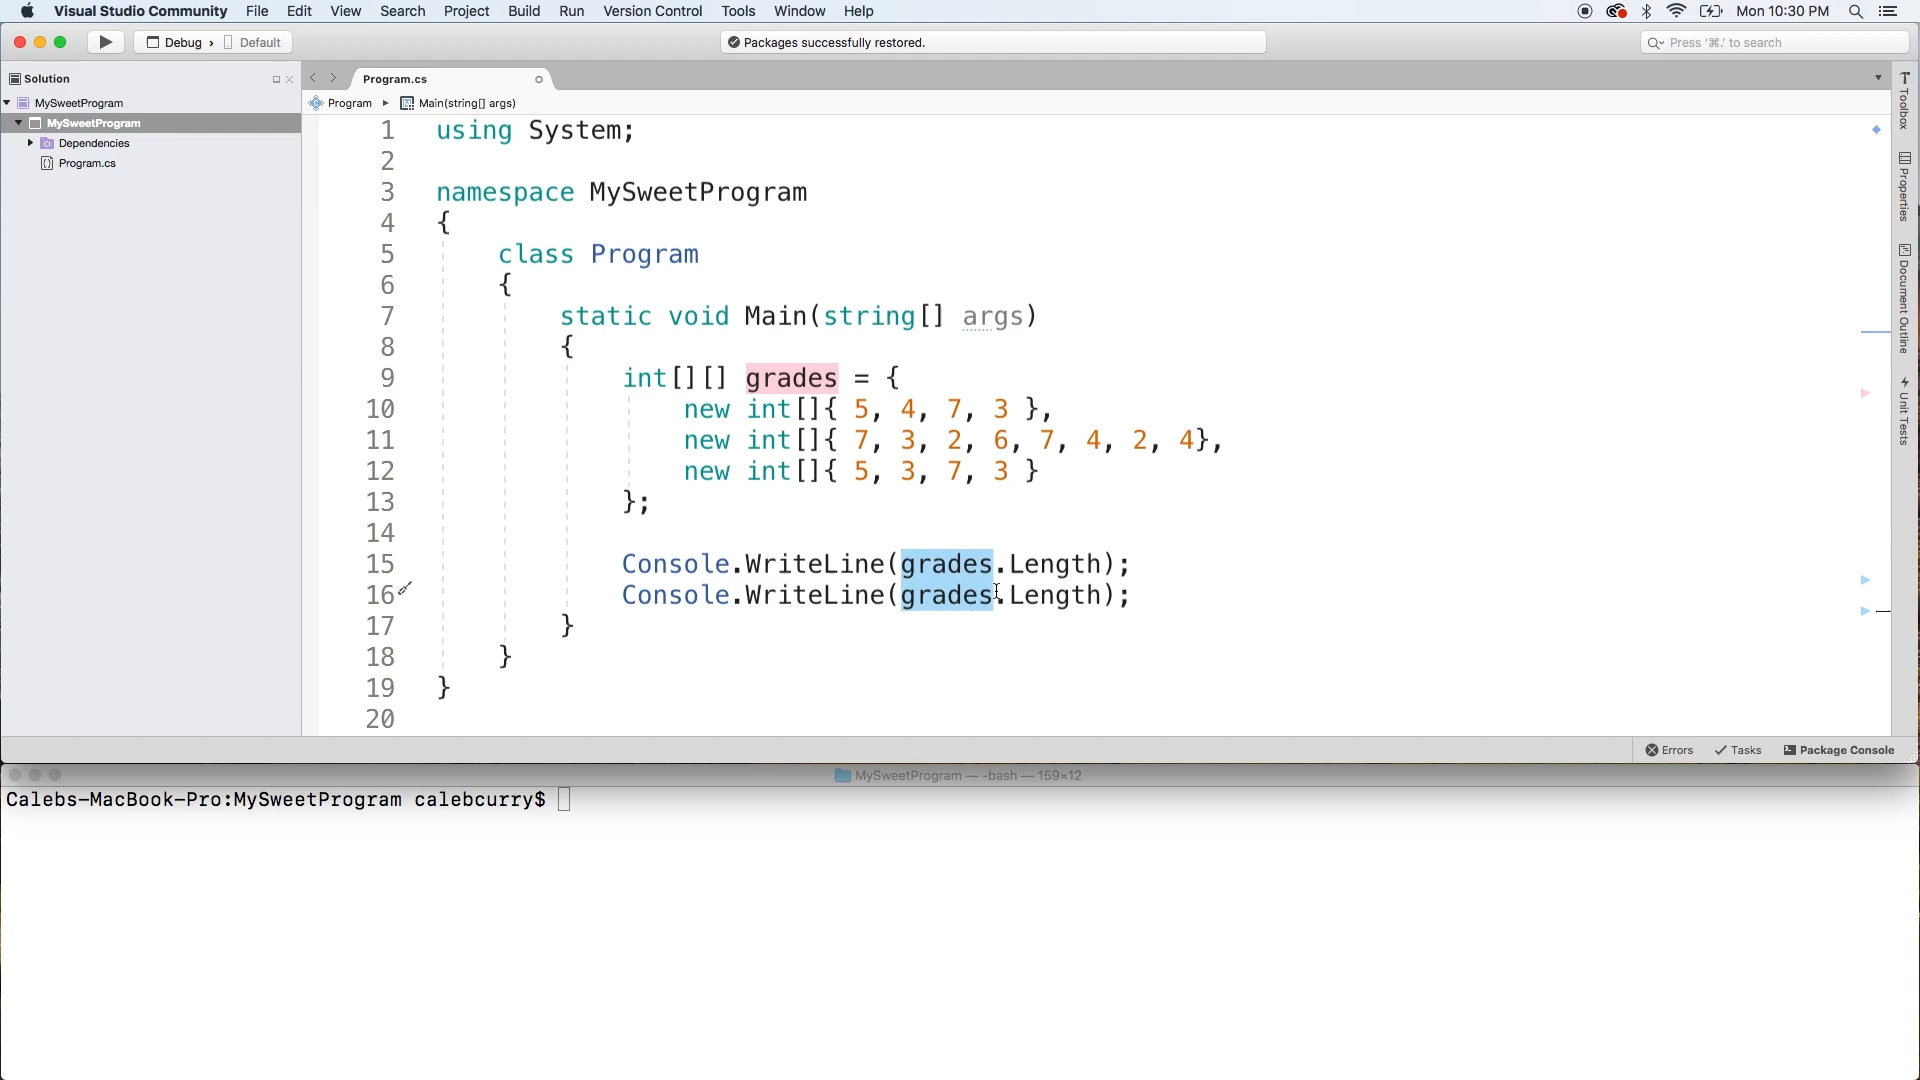 Visual Studio Community File Edit View Search Project Build Run Version Control Tools Window Help Mon 10:30 PM
Debug › Default Packages successfully restored. Press ‘⌘.’ to search
Solution
MySweetProgram
MySweetProgram
Dependencies
Program.cs
Program.cs
Program ▸ Main(string[] args)
1 using System;
2
3 namespace MySweetProgram
4 {
5 class Program
6 {
7 static void Main(string[] args)
8 {
9 int[][] grades = {
10 new int[]{ 5, 4, 7, 3 },
11 new int[]{ 7, 3, 2, 6, 7, 4, 2, 4},
12 new int[]{ 5, 3, 7, 3 }
13 };
14
15 Console.WriteLine(grades.Length);
16 Console.WriteLine(grades.Length);
17 }
18 }
19 }
20
Toolbox
Properties
Document Outline
Unit Tests
Errors Tasks Package Console
MySweetProgram — -bash — 159×12
Calebs-MacBook-Pro:MySweetProgram calebcurry$